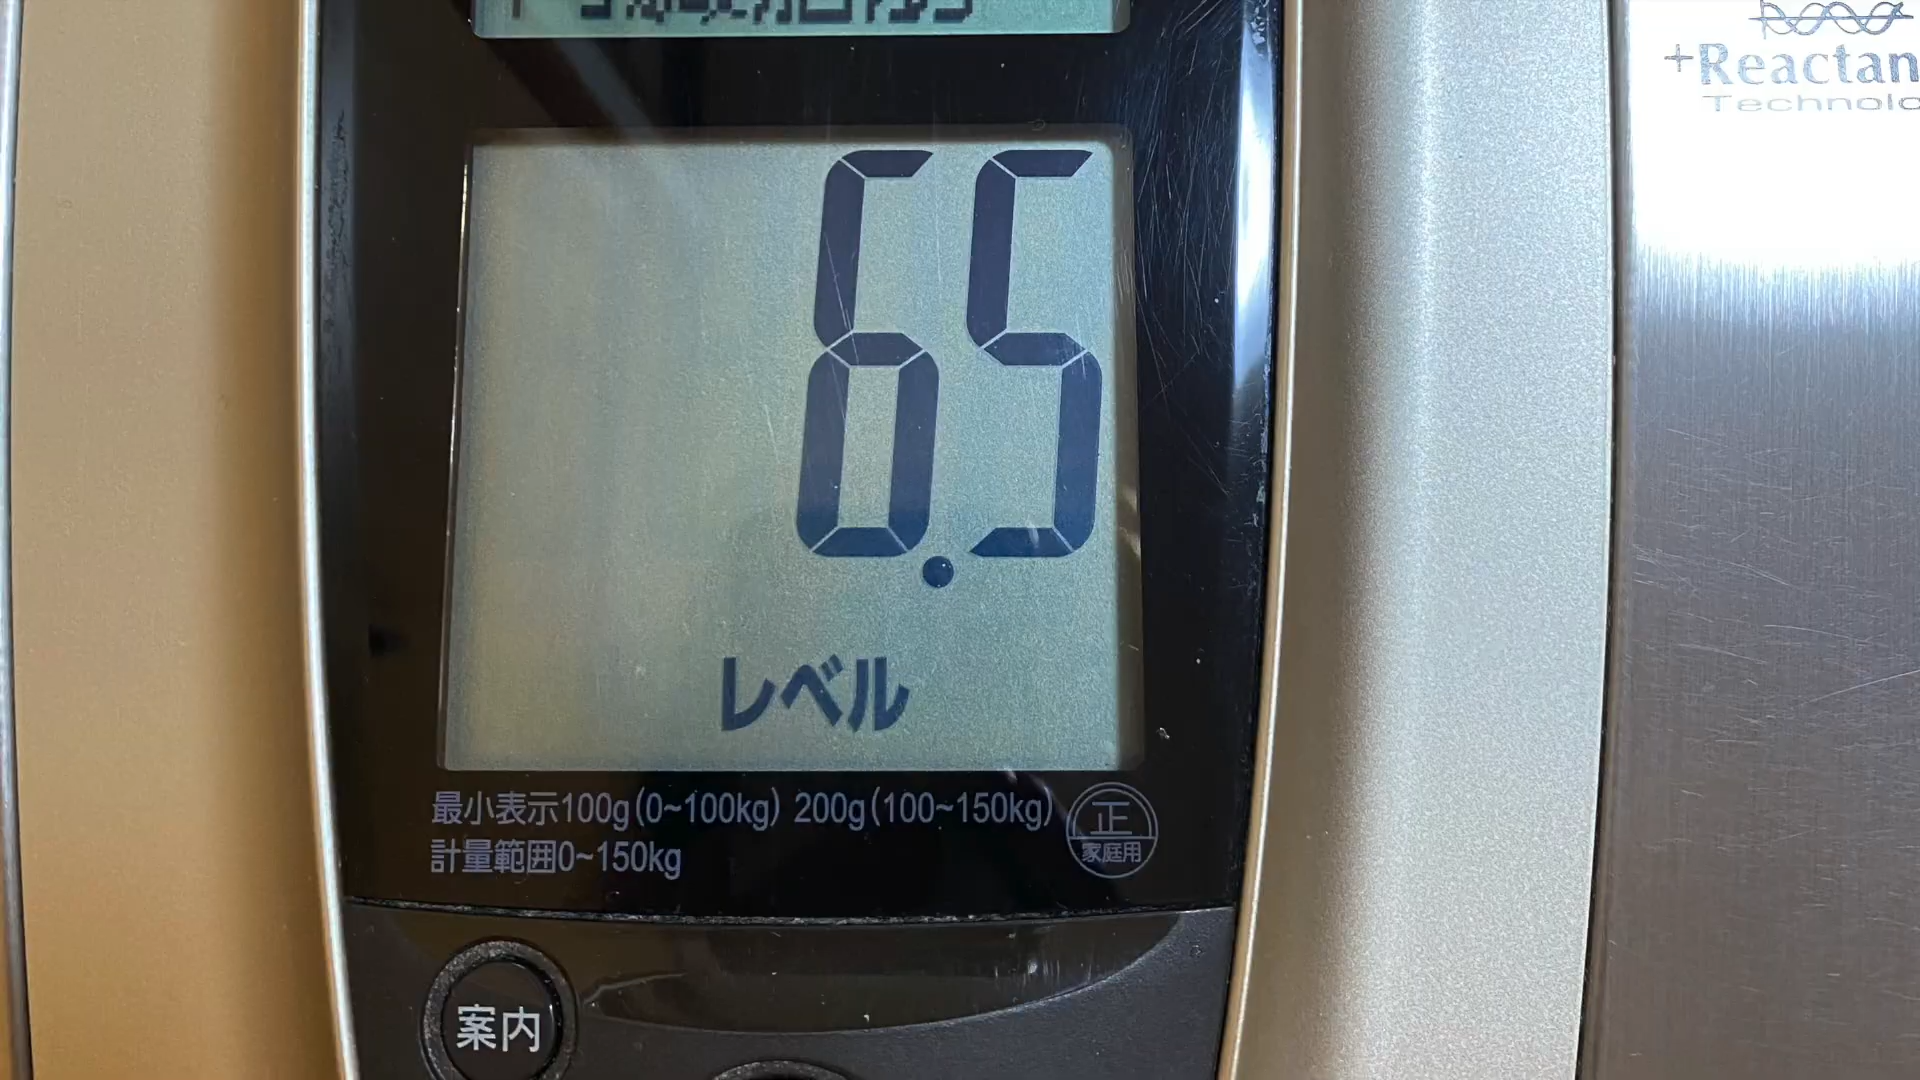 +Reactan
Technolo
6.5
レベル
最小表示100g(0~100kg) 200g(100~150kg)
計量範囲0~150kg
正
家庭用
案内